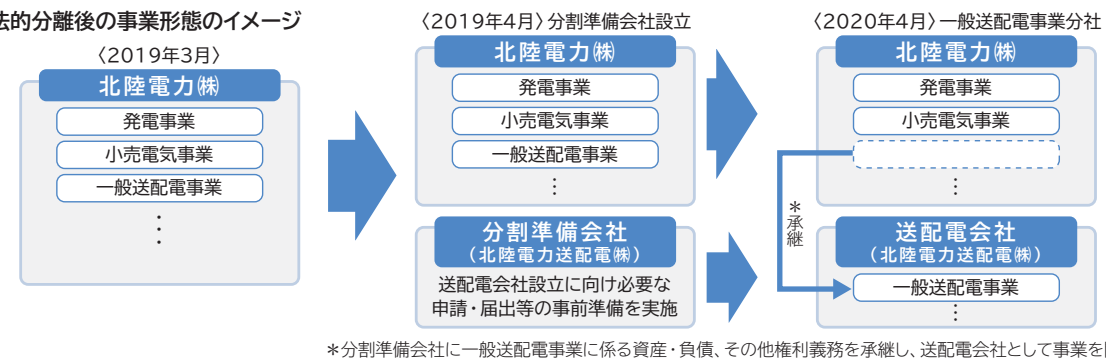 法的分離後の事業形態のイメージ
〈2019年3月〉
北陸電力㈱
発電事業
小売電気事業
一般送配電事業
⋮
〈2019年4月〉分割準備会社設立
北陸電力㈱
発電事業
小売電気事業
一般送配電事業
⋮
分割準備会社
(北陸電力送配電㈱)
送配電会社設立に向け必要な
申請・届出等の事前準備を実施
〈2020年4月〉一般送配電事業分社
北陸電力㈱
発電事業
小売電気事業
⋮
*承継
送配電会社
(北陸電力送配電㈱)
一般送配電事業
⋮
*分割準備会社に一般送配電事業に係る資産・負債、その他権利義務を承継し、送配電会社として事業を